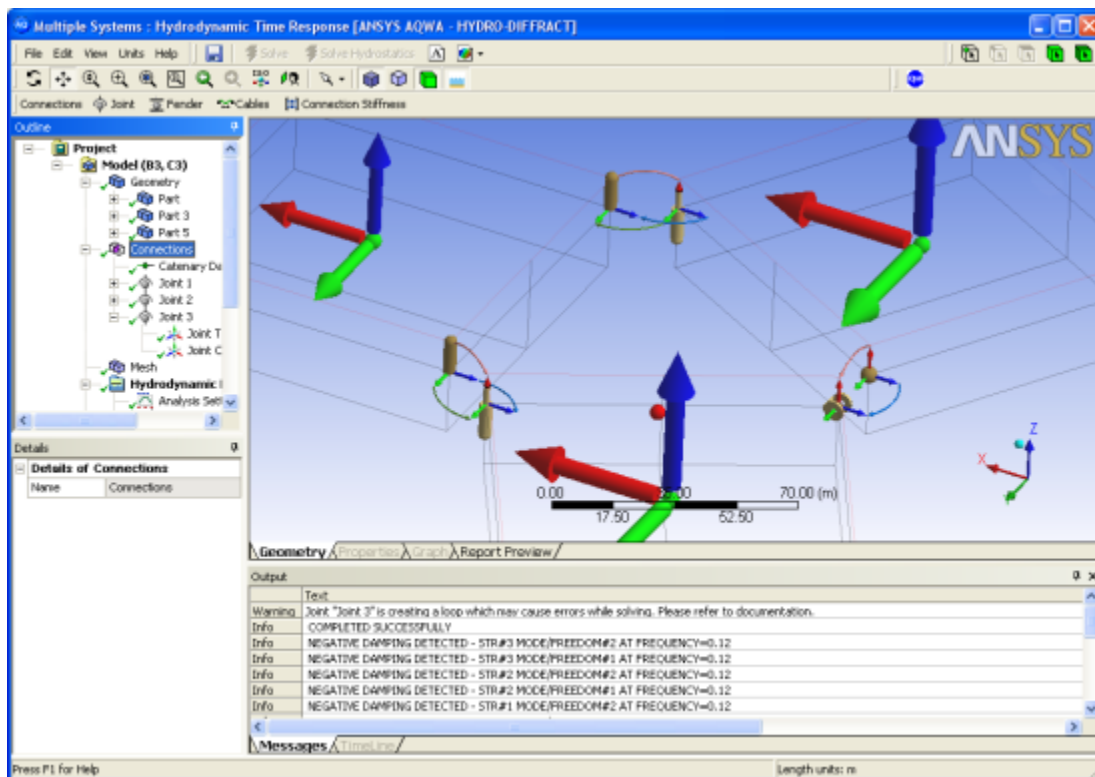 Multiple Systems : Hydrodynamic Time Response [ANSYS AQWA - HYDRO-DIFFRACT]
File Edit View Units Help Solve Solve Hydrostatics A
ISO
Connections Joint Fender Cables Connection Stiffness
Outline
Project
Model (B3, C3)
Geometry
Part
Part 3
Part 5
Connections
Catenary Da
Joint 1
Joint 2
Joint 3
Joint T
Joint C
Mesh
Hydrodynamic
Analysis Sett
Details
Details of Connections
Name Connections
ANSYS
Z
X
0.00 70.00 (m)
17.50 52.50
Geometry Properties Graph Report Preview
Output
Text
Warning Joint "Joint 3" is creating a loop which may cause errors while solving. Please refer to documentation.
Info COMPLETED SUCCESSFULLY
Info NEGATIVE DAMPING DETECTED - STR#3 MODE/FREEDOM#2 AT FREQUENCY=0.12
Info NEGATIVE DAMPING DETECTED - STR#3 MODE/FREEDOM#1 AT FREQUENCY=0.12
Info NEGATIVE DAMPING DETECTED - STR#2 MODE/FREEDOM#2 AT FREQUENCY=0.12
Info NEGATIVE DAMPING DETECTED - STR#2 MODE/FREEDOM#1 AT FREQUENCY=0.12
Info NEGATIVE DAMPING DETECTED - STR#1 MODE/FREEDOM#2 AT FREQUENCY=0.12
Messages TimeLine
Press F1 for Help Length units: m